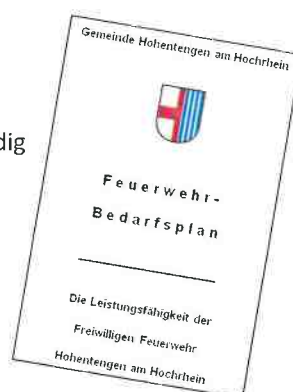 dig
Gemeinde Hohentengen am Hochrhein
Feuerwehr-
Bedarfsplan
Die Leistungsfähigkeit der
Freiwilligen Feuerwehr
Hohentengen am Hochrhein